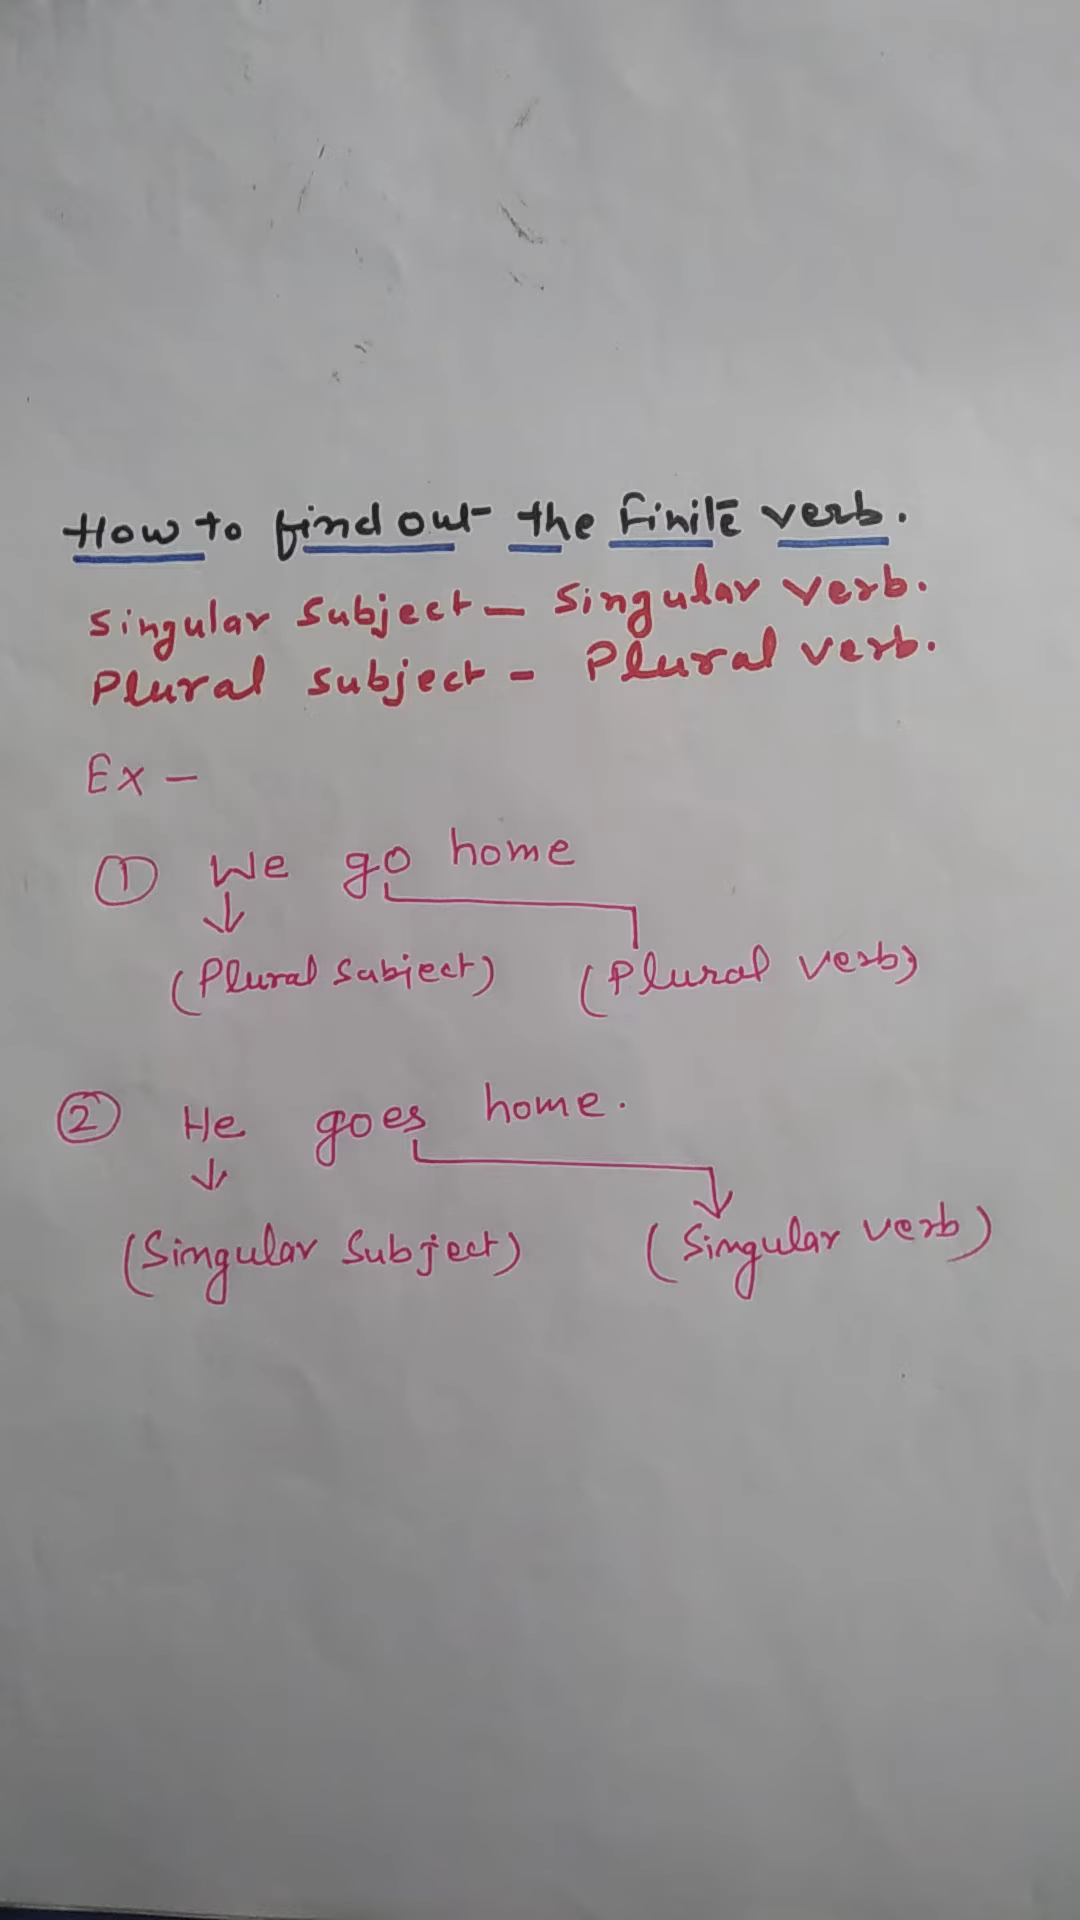 How to find out the Finite verb.
Singular Subject - Singular verb.
Plural subject - Plural verb.
Ex -
① We go home
(Plural Subject) (Plural verb)
② He goes home.
(Singular Subject) (Singular verb)